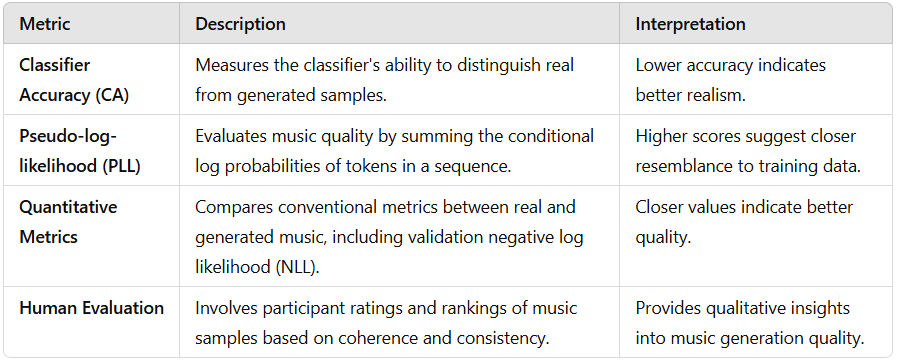 Metric Description Interpretation
Classifier Measures the classifier's ability to distinguish real Lower accuracy indicates
Accuracy (CA) from generated samples. better realism.
Pseudo-log- Evaluates music quality by summing the conditional Higher scores suggest closer
likelihood (PLL) log probabilities of tokens in a sequence. resemblance to training data.
Quantitative Compares conventional metrics between real and Closer values indicate better
Metrics generated music, including validation negative log quality.
likelihood (NLL).
Human Evaluation Involves participant ratings and rankings of music Provides qualitative insights
samples based on coherence and consistency. into music generation quality.